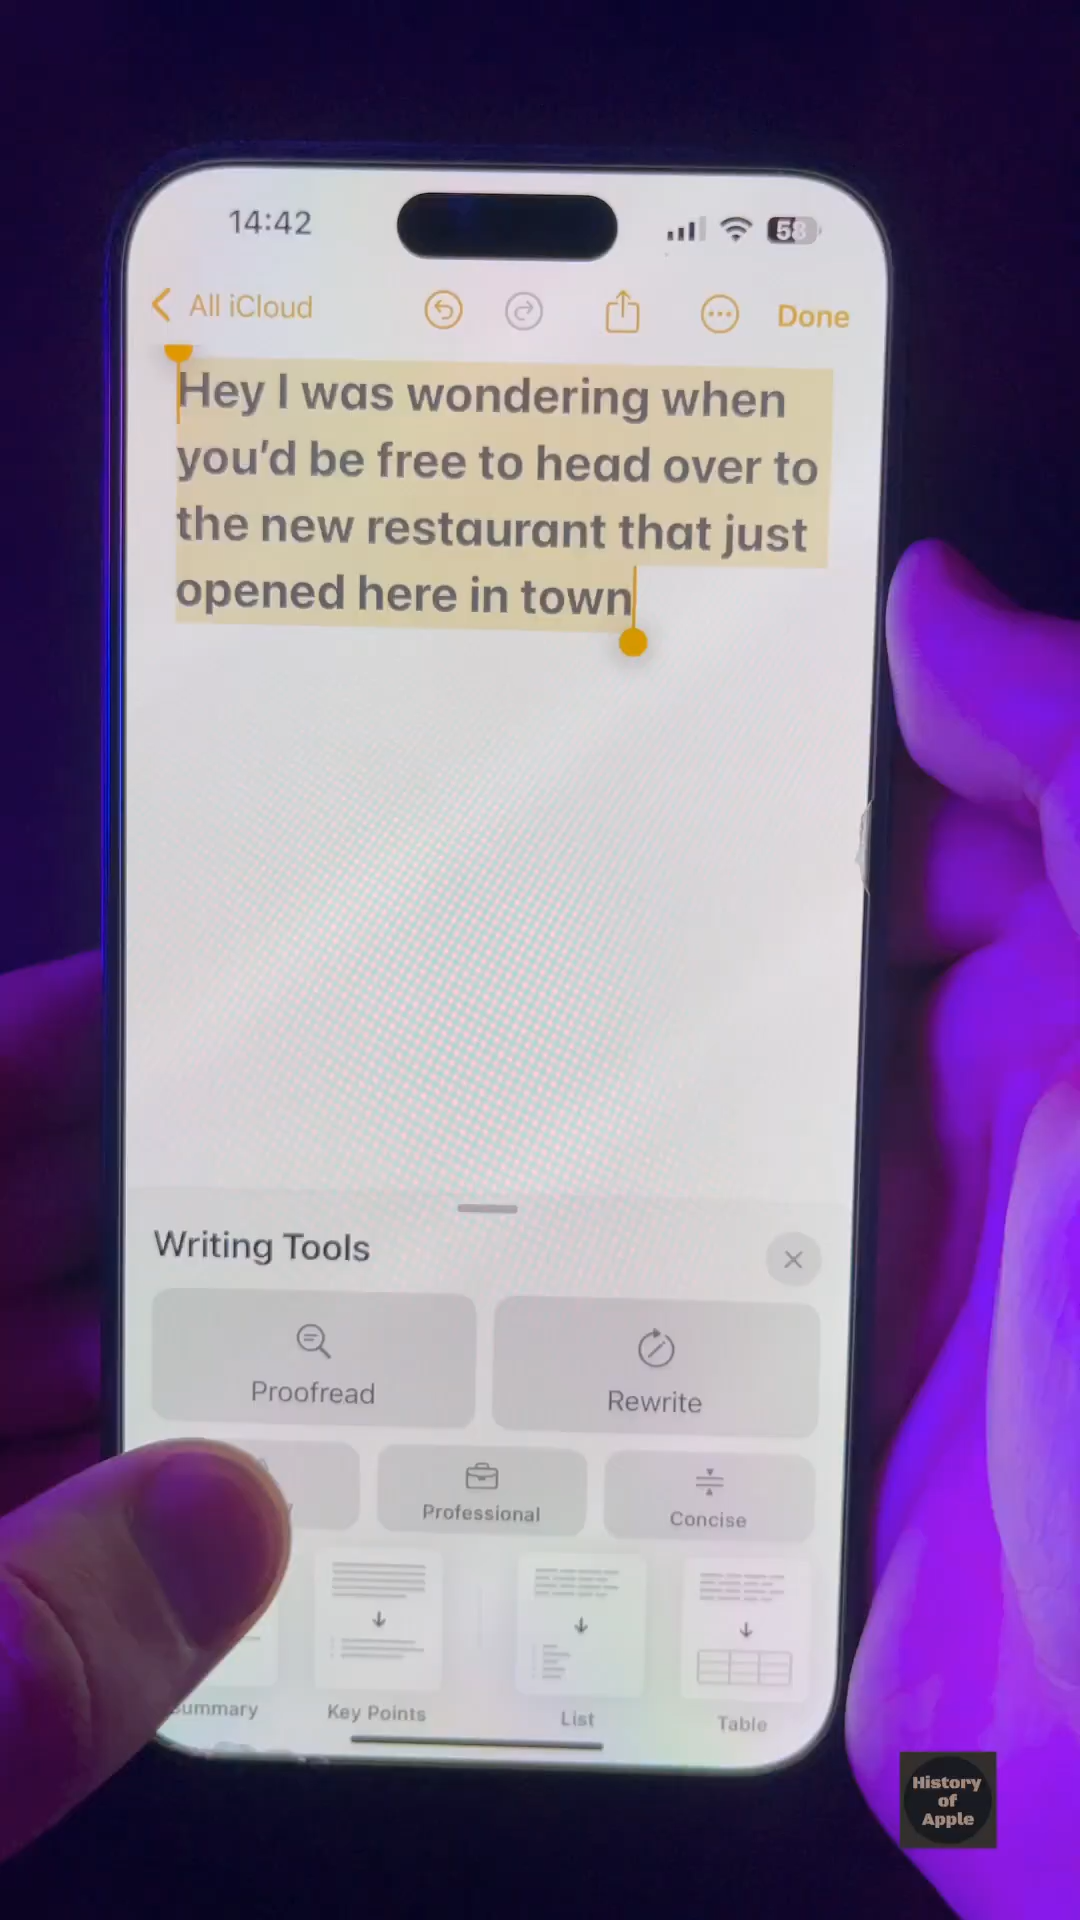 14:42
58
All iCloud
Done
Hey I was wondering when
you’d be free to head over to
the new restaurant that just
opened here in town
Writing Tools
Proofread
Rewrite
Professional
Concise
Summary
Key Points
List
Table
History
of
Apple